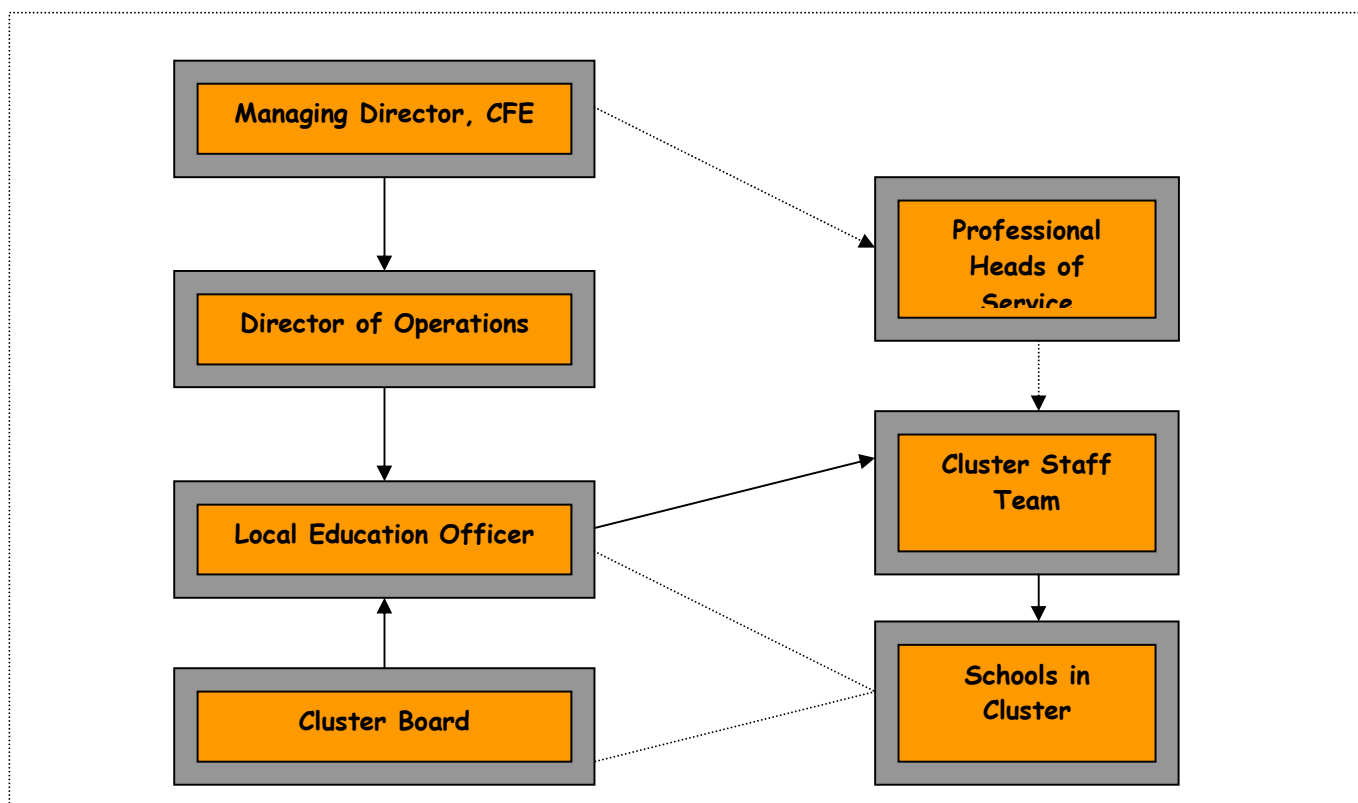 Managing Director, CFE
Professional
Heads of
Service
Director of Operations
Cluster Staff
Team
Local Education Officer
Schools in
Cluster
Cluster Board